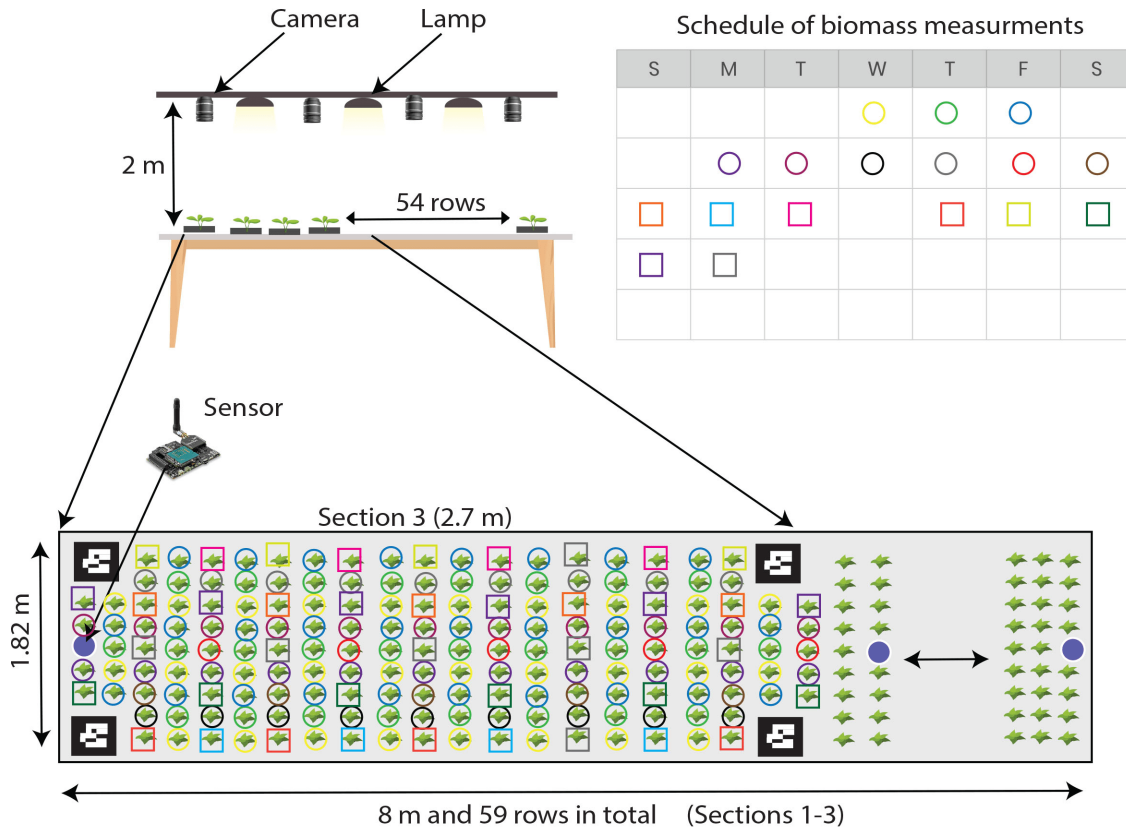 Camera
Lamp
Schedule of biomass measurments
S M T W T F S
2 m
54 rows
Sensor
Section 3 (2.7 m)
1.82 m
8 m and 59 rows in total (Sections 1-3)